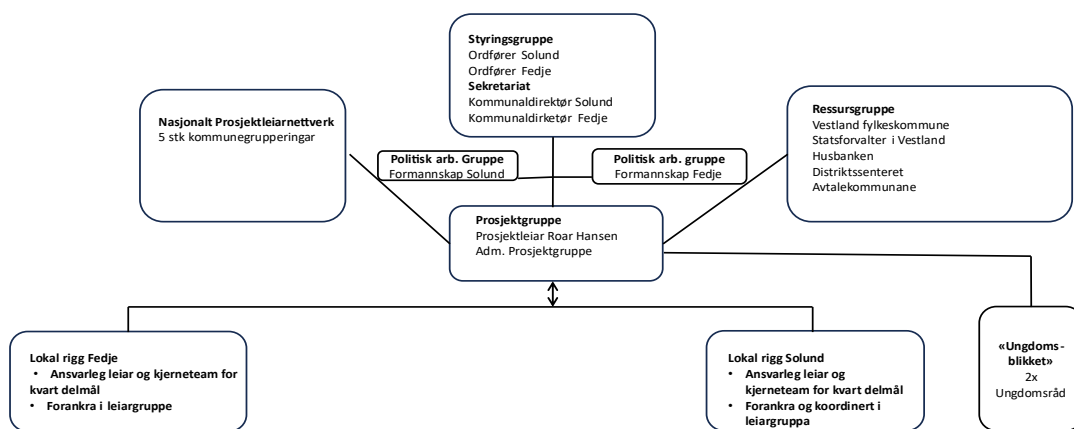 Styringsgruppe
Ordfører Solund
Ordfører Fedje
Sekretariat
Kommunaldirektør Solund
Kommunaldirketør Fedje
Nasjonalt Prosjektleiarnettverk
5 stk kommunegrupperingar
Ressursgruppe
Vestland fylkeskommune
Statsforvalter i Vestland
Husbanken
Distriktssenteret
Avtalekommunane
Politisk arb. Gruppe
Formannskap Solund
Politisk arb. gruppe
Formannskap Fedje
Prosjektgruppe
Prosjektleiar Roar Hansen
Adm. Prosjektgruppe
Lokal rigg Fedje
• Ansvarleg leiar og kjerneteam for
kvart delmål
• Forankra i leiargruppe
Lokal rigg Solund
• Ansvarleg leiar og
kjerneteam for kvart delmål
• Forankra og koordinert i
leiargruppa
«Ungdoms-
blikket»
2x
Ungdomsråd